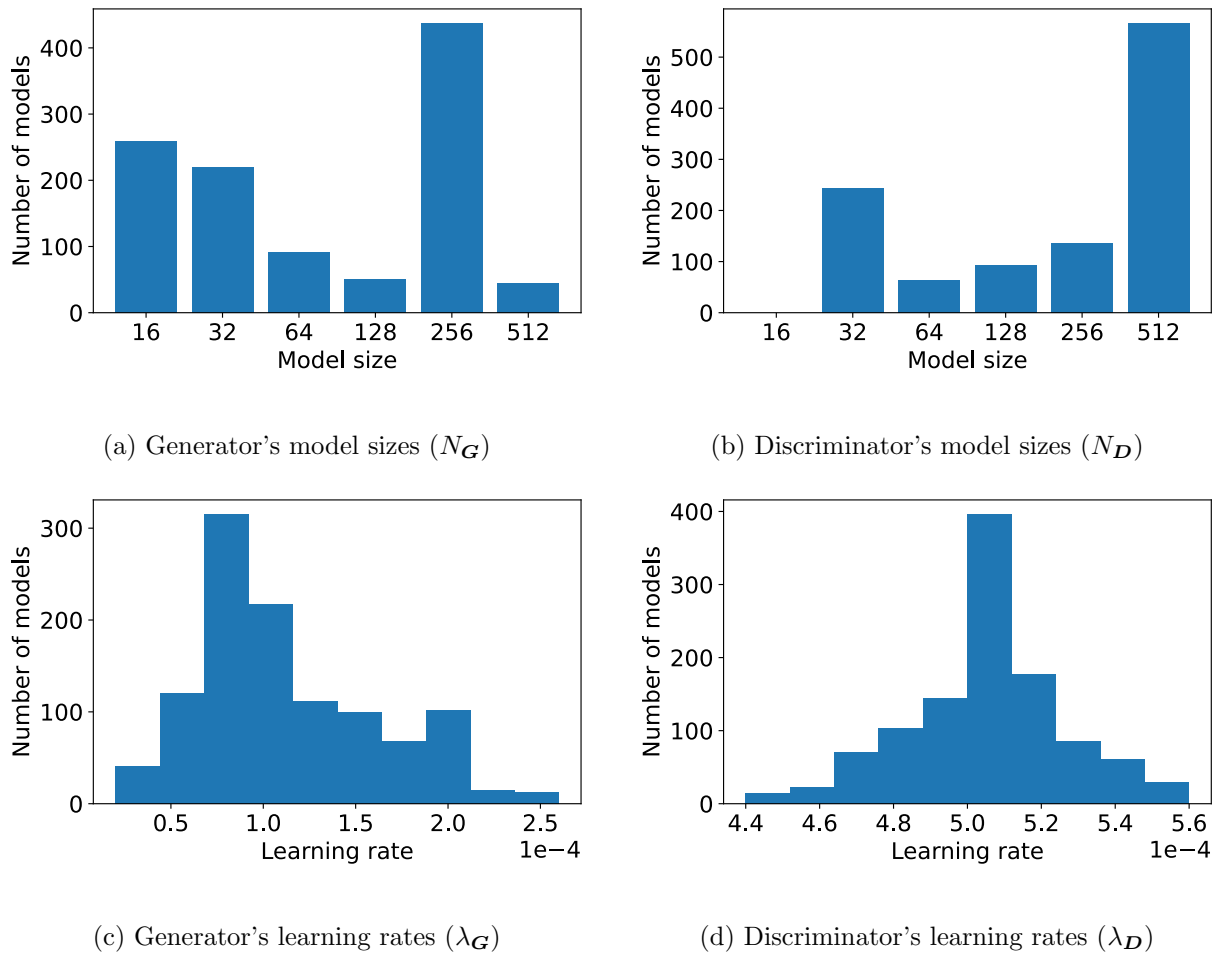 Number of models
400
300
200
100
0
16 32 64 128 256 512
Model size
(a) Generator's model sizes (N_G)
Number of models
500
400
300
200
100
0
16 32 64 128 256 512
Model size
(b) Discriminator's model sizes (N_D)
Number of models
300
200
100
0
0.5 1.0 1.5 2.0 2.5
Learning rate
1e−4
(c) Generator's learning rates (λ_G)
Number of models
400
300
200
100
0
4.4 4.6 4.8 5.0 5.2 5.4 5.6
Learning rate
1e−4
(d) Discriminator's learning rates (λ_D)